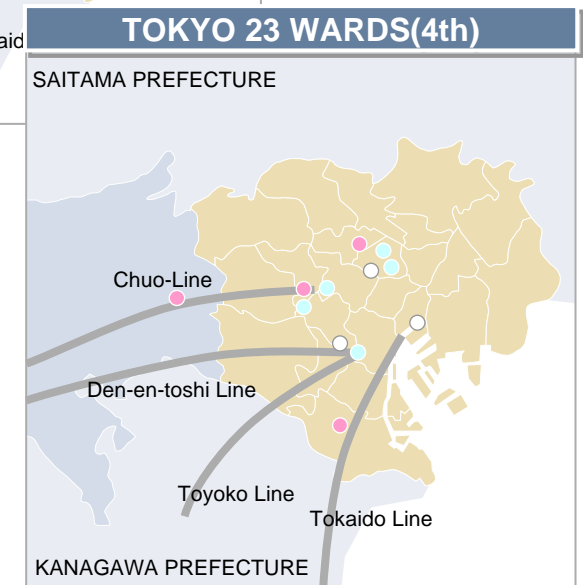 aid
TOKYO 23 WARDS(4th)
SAITAMA PREFECTURE
Chuo-Line
Den-en-toshi Line
Toyoko Line
Tokaido Line
KANAGAWA PREFECTURE